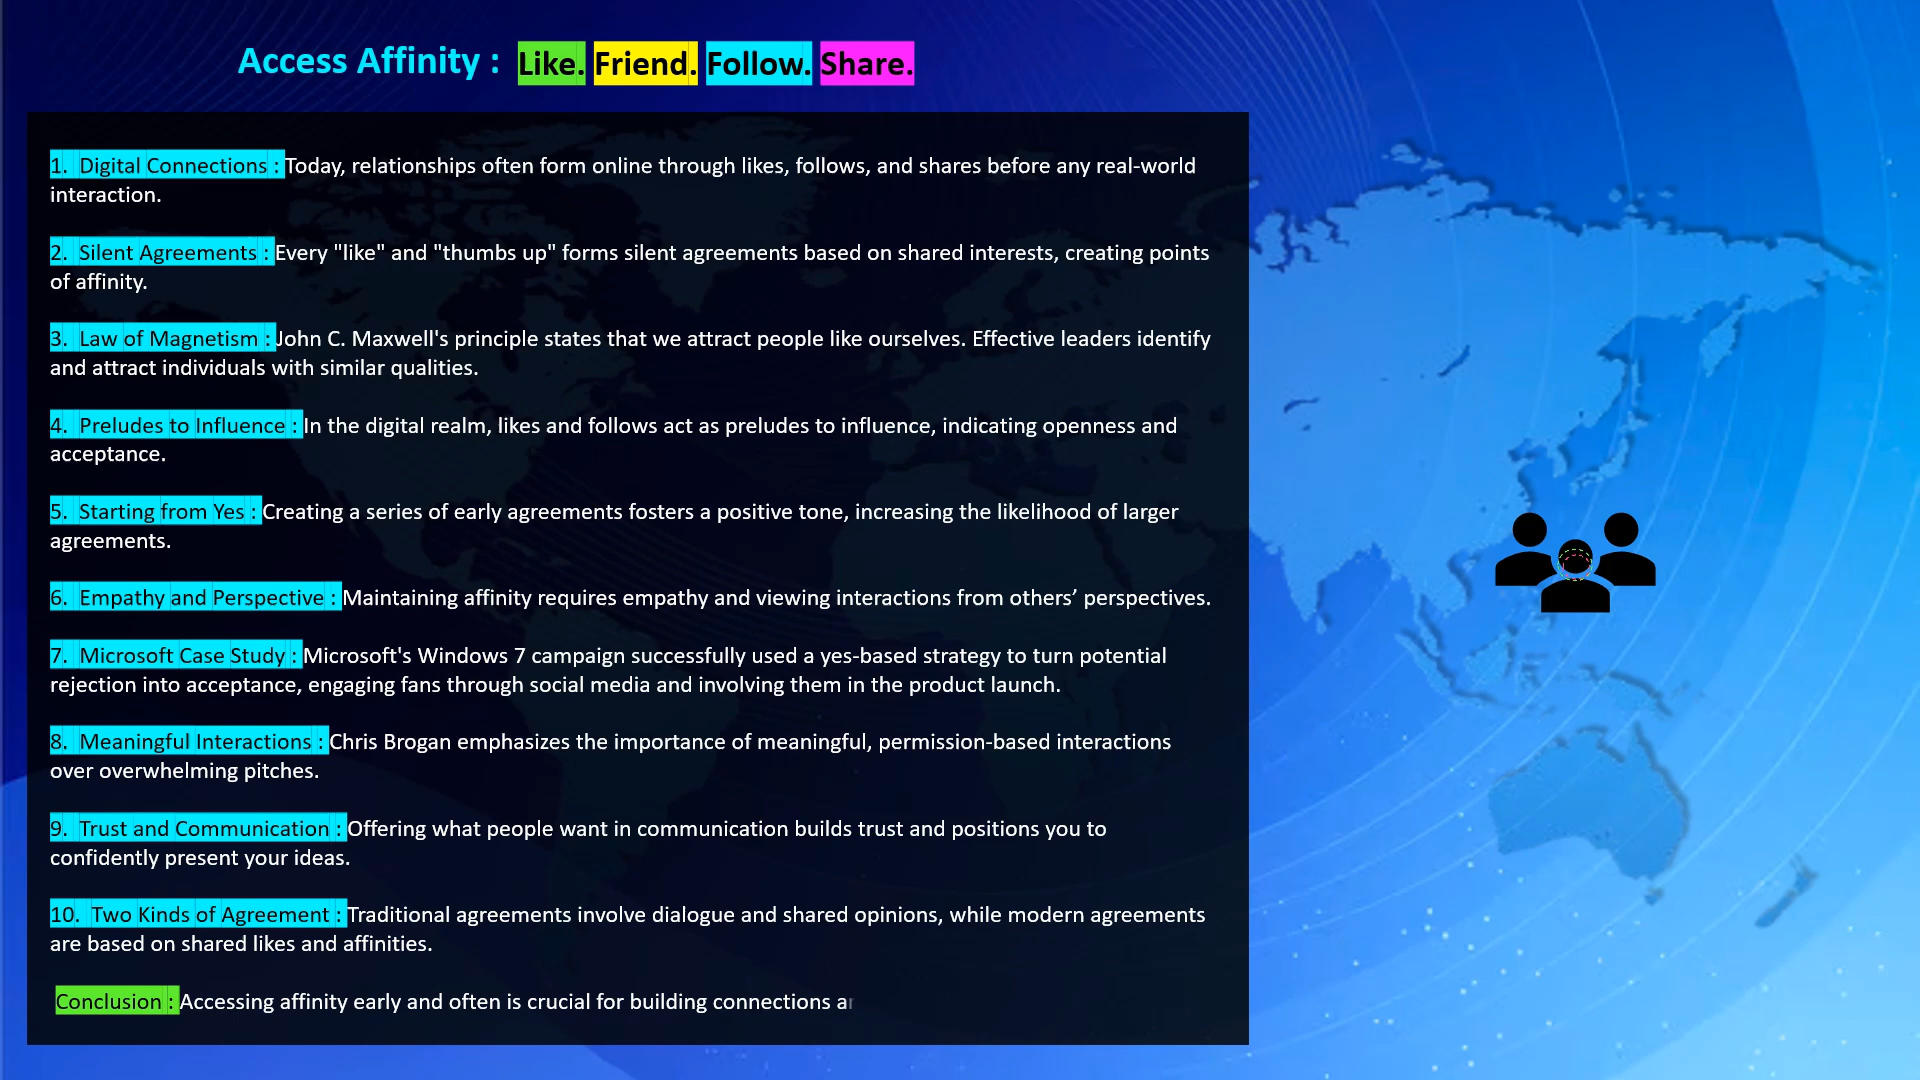 Access Affinity : Like. Friend. Follow. Share.
1. Digital Connections : Today, relationships often form online through likes, follows, and shares before any real-world
interaction.
2. Silent Agreements : Every "like" and "thumbs up" forms silent agreements based on shared interests, creating points
of affinity.
3. Law of Magnetism : John C. Maxwell's principle states that we attract people like ourselves. Effective leaders identify
and attract individuals with similar qualities.
4. Preludes to Influence : In the digital realm, likes and follows act as preludes to influence, indicating openness and
acceptance.
5. Starting from Yes : Creating a series of early agreements fosters a positive tone, increasing the likelihood of larger
agreements.
6. Empathy and Perspective : Maintaining affinity requires empathy and viewing interactions from others’ perspectives.
7. Microsoft Case Study : Microsoft's Windows 7 campaign successfully used a yes-based strategy to turn potential
rejection into acceptance, engaging fans through social media and involving them in the product launch.
8. Meaningful Interactions : Chris Brogan emphasizes the importance of meaningful, permission-based interactions
over overwhelming pitches.
9. Trust and Communication : Offering what people want in communication builds trust and positions you to
confidently present your ideas.
10. Two Kinds of Agreement : Traditional agreements involve dialogue and shared opinions, while modern agreements
are based on shared likes and affinities.
Conclusion : Accessing affinity early and often is crucial for building connections